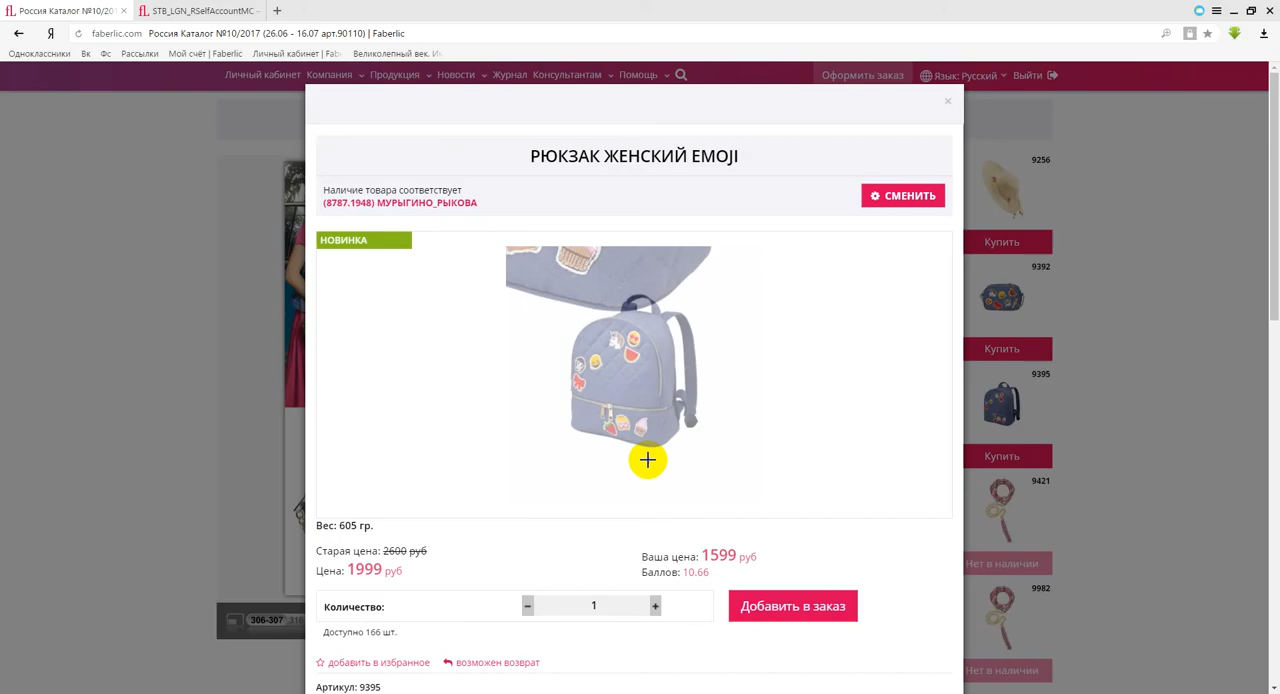 Россия Каталог №10/201
STB_LGN_RSelfAccountMC -
faberlic.com Россия Каталог №10/2017 (26.06 - 16.07 арт.90110) | Faberlic
Одноклассники Вк Фс Рассылки Мой счёт | Faberlic Личный кабинет | Fab Великолепный век.
Личный кабинет Компания Продукция Новости Журнал Консультантам Помощь Оформить заказ Язык: Русский Выйти
РЮКЗАК ЖЕНСКИЙ EMOJI
Наличие товара соответствует
(8787.1948) МУРЫГИНО_РЫКОВА
СМЕНИТЬ
НОВИНКА
Вес: 605 гр.
Старая цена: 2600 руб
Цена: 1999 руб
Ваша цена: 1599 руб
Баллов: 10.66
Количество: − 1 +
Добавить в заказ
Доступно 166 шт.
добавить в избранное возможен возврат
Артикул: 9395
9256
Купить
9392
Купить
9395
Купить
9421
Нет в наличии
9982
Нет в наличии
306-307